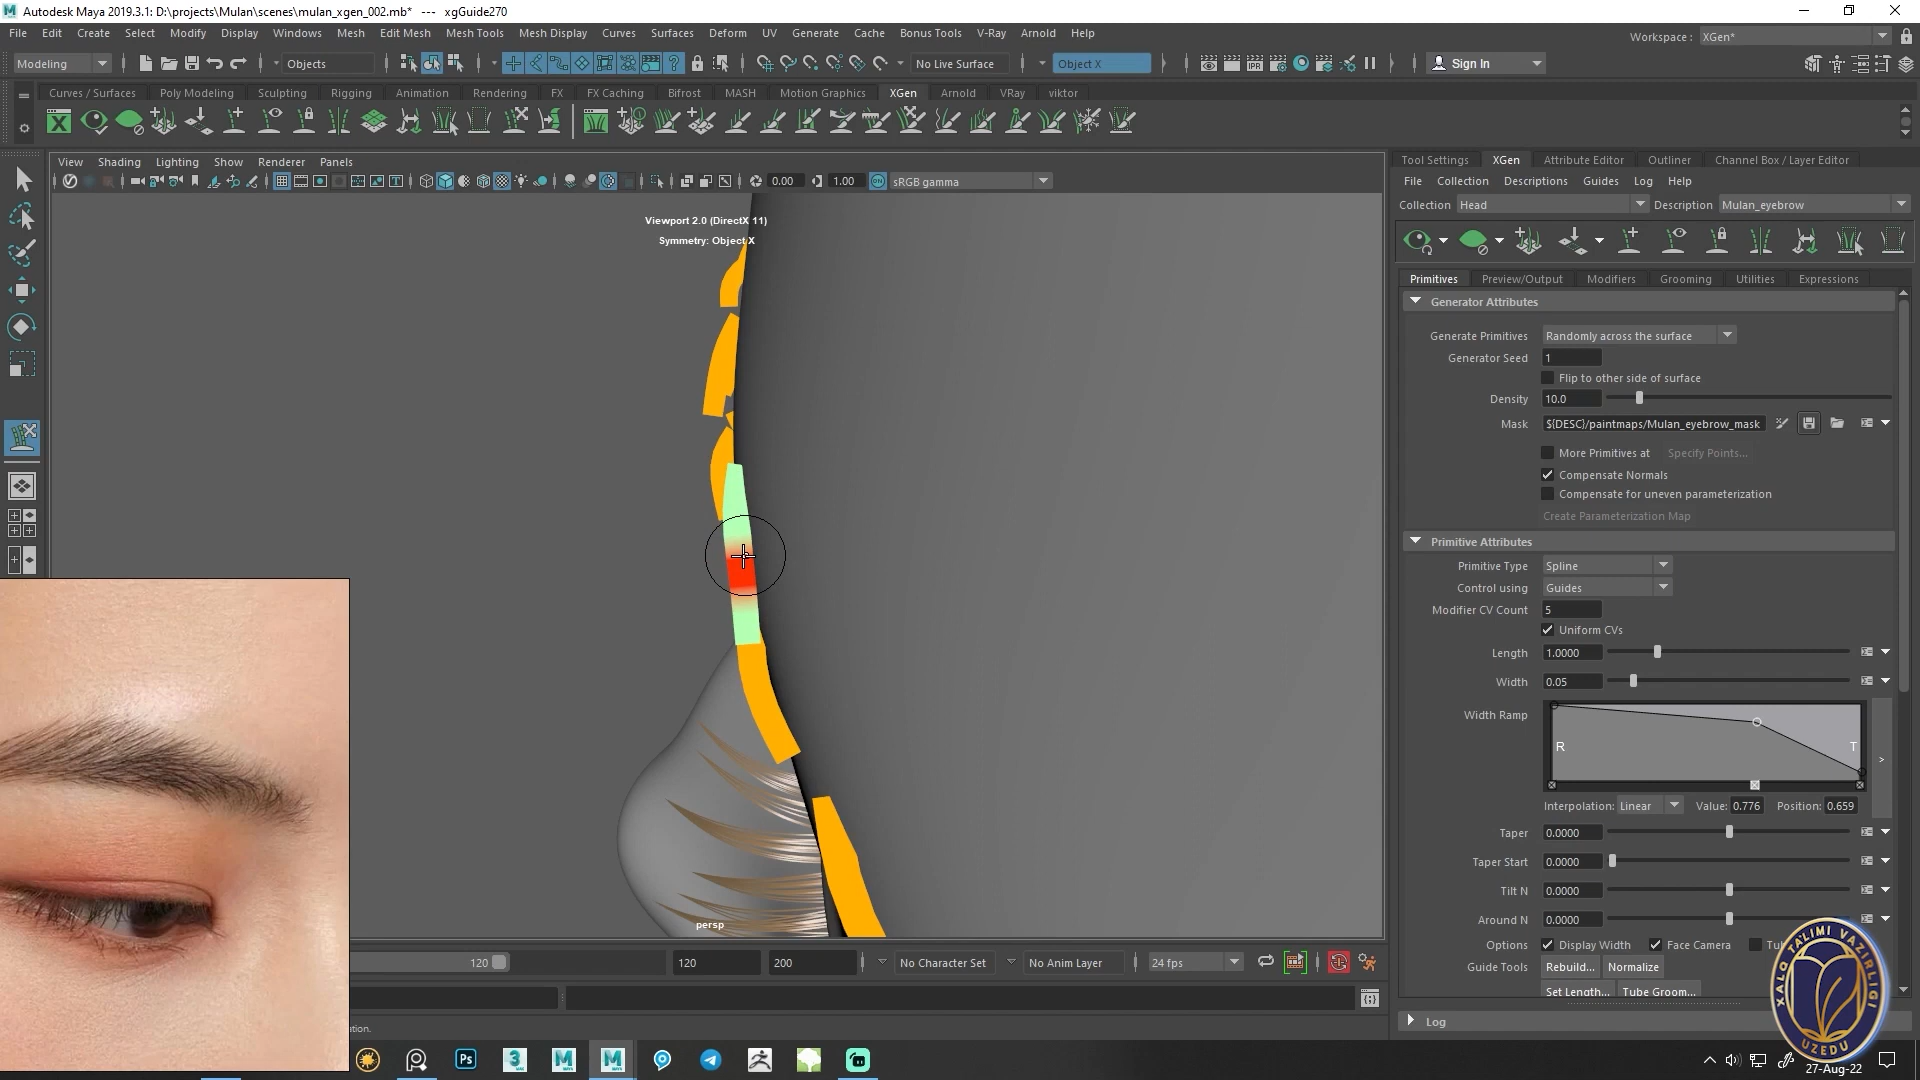 Autodesk Maya 2019.3.1: D:\projects\Mulan\scenes\mulan_xgen_002.mb* --- xgGuide270
File Edit Create Select Modify Display Windows Mesh Edit Mesh Mesh Tools Mesh Display Curves Surfaces Deform UV Generate Cache Bonus Tools V-Ray Arnold Help
Workspace : XGen*
Modeling Objects No Live Surface Object X Sign In
Curves / Surfaces Poly Modeling Sculpting Rigging Animation Rendering FX FX Caching Bifrost MASH Motion Graphics XGen Arnold VRay viktor
View Shading Lighting Show Renderer Panels
0.00 1.00 sRGB gamma
Viewport 2.0 (DirectX 11)
Symmetry: Object X
persp
Tool Settings XGen Attribute Editor Outliner Channel Box / Layer Editor
File Collection Descriptions Guides Log Help
Collection Head Description Mulan_eyebrow
Primitives Preview/Output Modifiers Grooming Utilities Expressions
Generator Attributes
Generate Primitives Randomly across the surface
Generator Seed 1
Flip to other side of surface
Density 10.0
Mask ${DESC}/paintmaps/Mulan_eyebrow_mask
More Primitives at Specify Points...
Compensate Normals
Compensate for uneven parameterization
Create Parameterization Map
Primitive Attributes
Primitive Type Spline
Control using Guides
Modifier CV Count 5
Uniform CVs
Length 1.0000
Width 0.05
Width Ramp
R T
>
Interpolation: Linear Value: 0.776 Position: 0.659
Taper 0.0000
Taper Start 0.0000
Tilt N 0.0000
Around N 0.0000
Options Display Width Face Camera
Guide Tools Rebuild... Normalize
Set Length... Tube Groom...
Log
120 120 200 No Character Set No Anim Layer 24 fps
XALQ TA'LIMI VAZIRLIGI
UZEDU
27-Aug-22